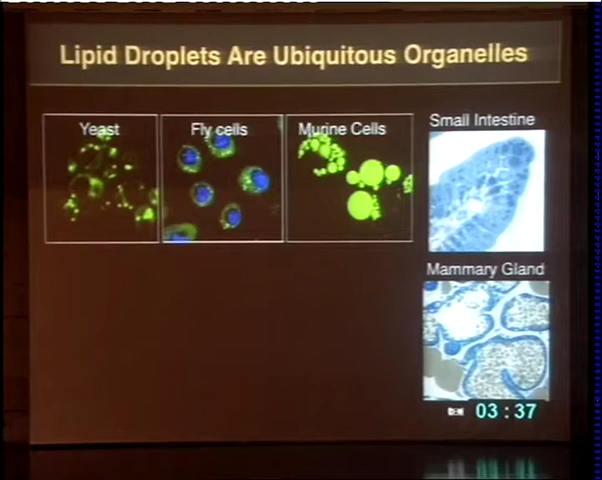 Lipid Droplets Are Ubiquitous Organelles
Yeast
Fly cells
Murine Cells
Small Intestine
Mammary Gland
03:37